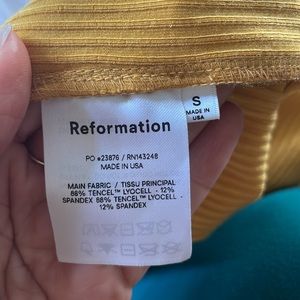 Reformation
PO #23876 / RN143248
MADE IN USA
MAIN FABRIC / TISSU PRINCIPAL
88% TENCEL™ LYOCELL - 12%
SPANDEX 88% TENCEL™ LYOCELL -
12% SPANDEX
S
MADE IN
USA